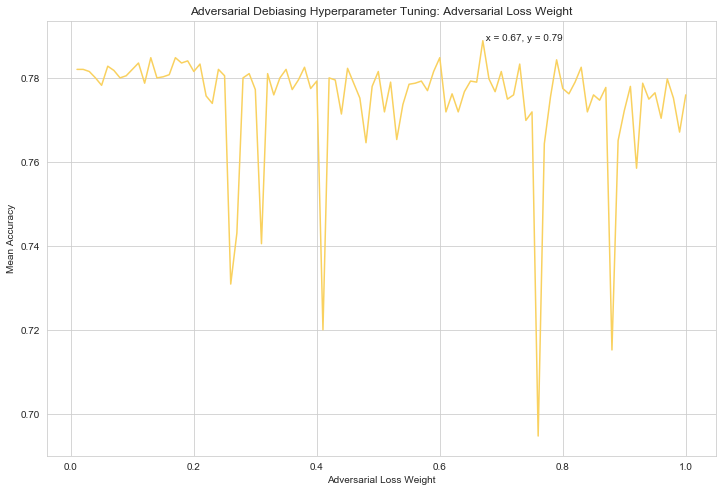 Adversarial Debiasing Hyperparameter Tuning: Adversarial Loss Weight
x = 0.67, y = 0.79
0.78
0.76
0.74
0.72
0.70
Mean Accuracy
0.0 0.2 0.4 0.6 0.8 1.0
Adversarial Loss Weight